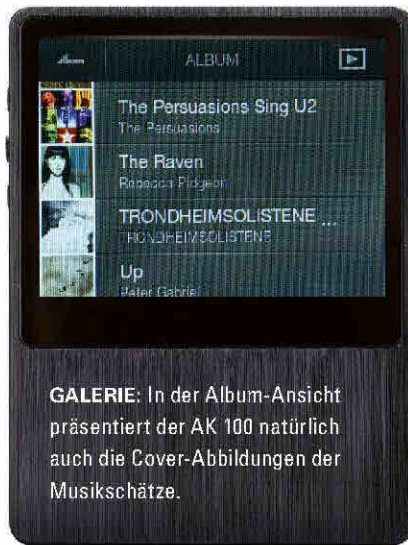 ALBUM
The Persuasions Sing U2
The Persuasions
The Raven
Rebecca Pidgeon
TRONDHEIMSOLISTENE ...
TRONDHEIMSOLISTENE
Up
Peter Gabriel
GALERIE: In der Album-Ansicht
präsentiert der AK 100 natürlich
auch die Cover-Abbildungen der
Musikschätze.